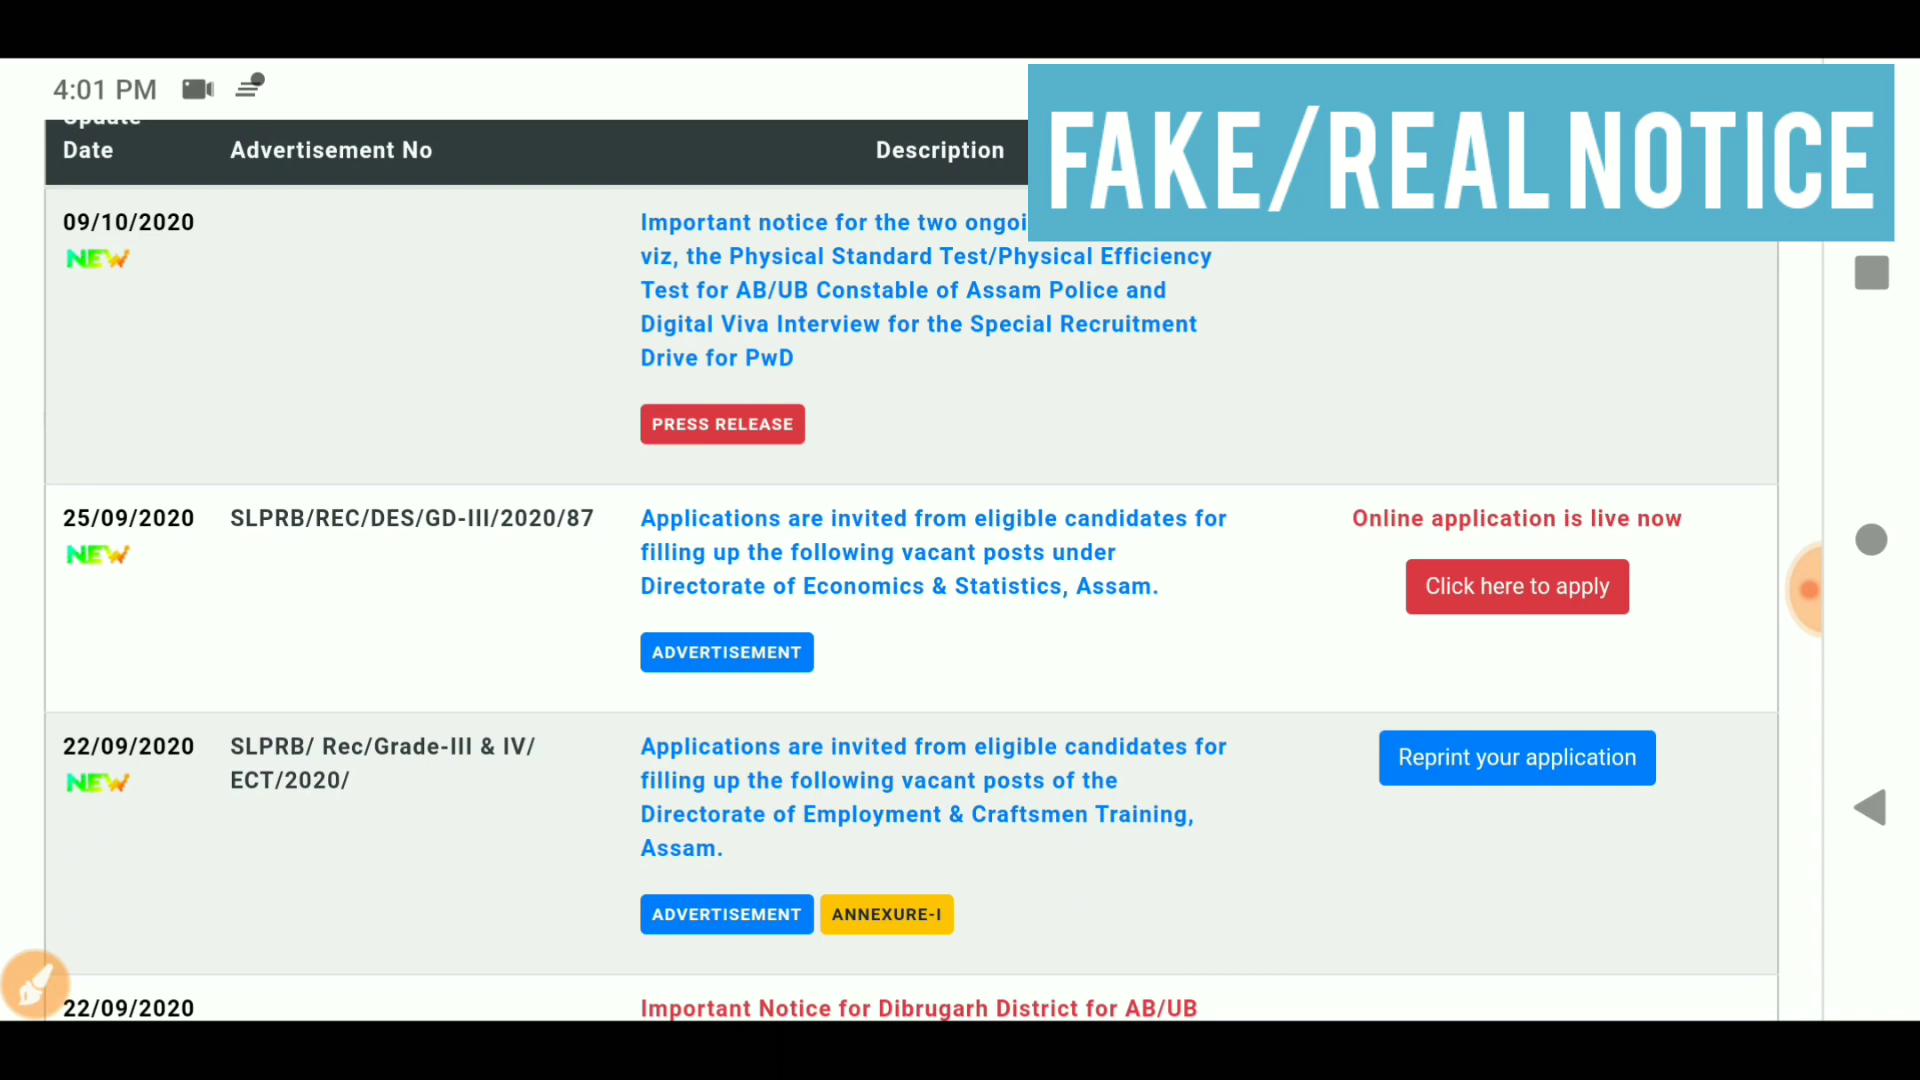 4:01 PM
FAKE/REAL NOTICE
Update
Date
Advertisement No
Description
09/10/2020
NEW
Important notice for the two ongoi
viz, the Physical Standard Test/Physical Efficiency
Test for AB/UB Constable of Assam Police and
Digital Viva Interview for the Special Recruitment
Drive for PwD
PRESS RELEASE
25/09/2020
NEW
SLPRB/REC/DES/GD-III/2020/87
Applications are invited from eligible candidates for
filling up the following vacant posts under
Directorate of Economics & Statistics, Assam.
ADVERTISEMENT
Online application is live now
Click here to apply
22/09/2020
NEW
SLPRB/ Rec/Grade-III & IV/
ECT/2020/
Applications are invited from eligible candidates for
filling up the following vacant posts of the
Directorate of Employment & Craftsmen Training,
Assam.
ADVERTISEMENT
ANNEXURE-I
Reprint your application
22/09/2020
Important Notice for Dibrugarh District for AB/UB